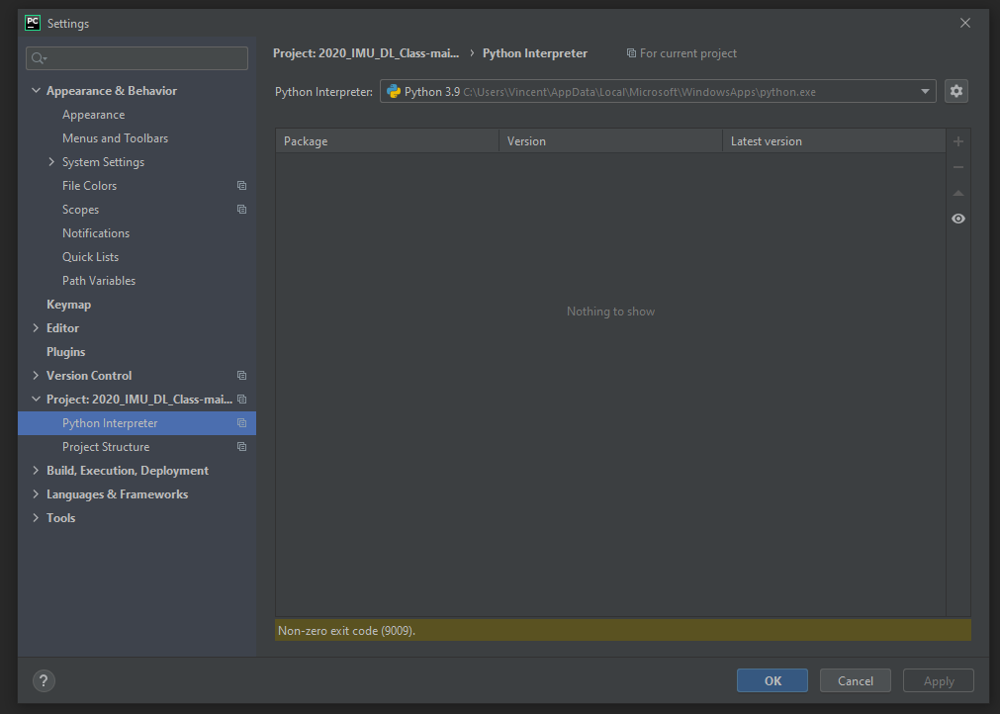 PC Settings
Project: 2020_IMU_DL_Class-mai... › Python Interpreter For current project
Appearance & Behavior
Appearance
Menus and Toolbars
System Settings
File Colors
Scopes
Notifications
Quick Lists
Path Variables
Keymap
Editor
Plugins
Version Control
Project: 2020_IMU_DL_Class-mai...
Python Interpreter
Project Structure
Build, Execution, Deployment
Languages & Frameworks
Tools
Python Interpreter: Python 3.9 C:\Users\Vincent\AppData\Local\Microsoft\WindowsApps\python.exe
Package Version Latest version
Nothing to show
Non-zero exit code (9009).
? OK Cancel Apply